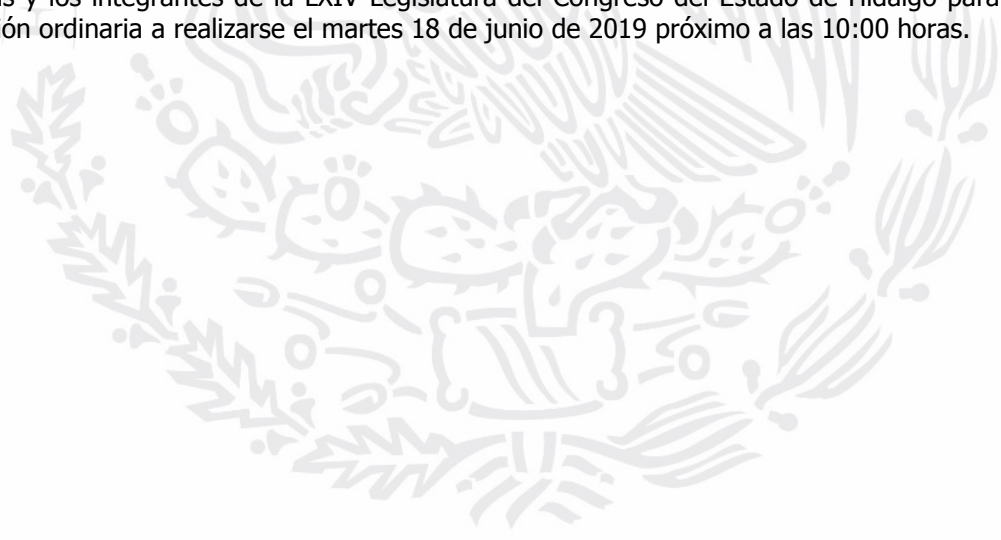 y los integrantes de la LXIV Legislatura del Congreso del Estado de Hidalgo para
ordinaria a realizarse el martes 18 de junio de 2019 próximo a las 10:00 horas.